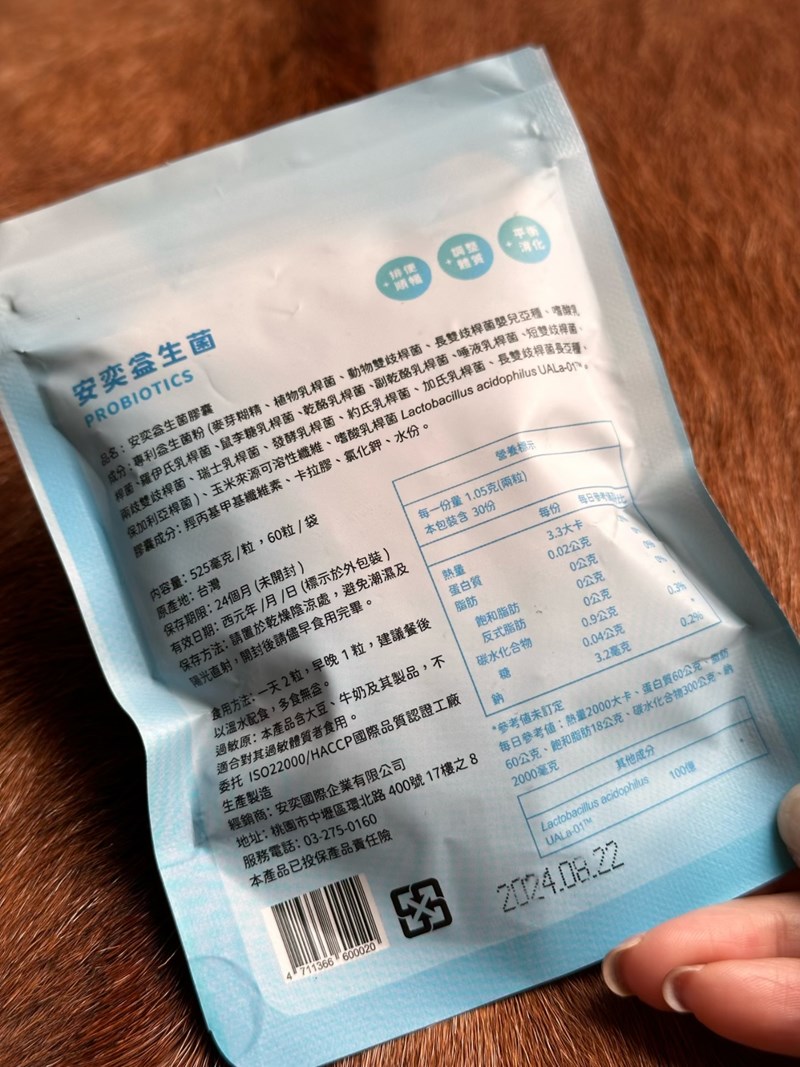 排便
+順暢
調整
+體質
平衡
+消化
安奕益生菌
PROBIOTICS
品名：安奕益生菌膠囊
成分：專利益生菌粉 (麥芽糊精、植物乳桿菌、動物雙歧桿菌、長雙歧桿菌嬰兒亞種、嗜酸乳
桿菌、羅伊氏乳桿菌、鼠李糖乳桿菌、乾酪乳桿菌、副乾酪乳桿菌、唾液乳桿菌、短雙歧桿菌、
兩歧雙歧桿菌、瑞士乳桿菌、發酵乳桿菌、約氏乳桿菌、加氏乳桿菌、長雙歧桿菌長亞種、
保加利亞桿菌)、玉米來源可溶性纖維、嗜酸乳桿菌 Lactobacillus acidophilus UALa-01™。
膠囊成分：羥丙基甲基纖維素、卡拉膠、氯化鉀、水份。
內容量：525毫克/粒，60粒/袋
原產地：台灣
保存期限：24個月 (未開封)
有效日期：西元年/月/日 (標示於外包裝)
保存方法：請置於乾燥陰涼處，避免潮濕及
陽光直射，開封後請儘早食用完畢。
食用方法：一天2粒，早晚1粒，建議餐後
以溫水配食，多食無益。
過敏原：本產品含大豆、牛奶及其製品，不
適合對其過敏體質者食用。
委托 ISO22000/HACCP國際品質認證工廠
生產製造
經銷商：安奕國際企業有限公司
地址：桃園市中壢區環北路 400號 17樓之 8
服務電話：03-275-0160
本產品已投保產品責任險
4 711366 600020
營養標示
每一份量 1.05克(兩粒)
本包裝含 30份
每份 每日參考值百分比
熱量 3.3大卡
蛋白質 0.02公克
脂肪 0公克
飽和脂肪 0公克
反式脂肪 0公克
碳水化合物 0.9公克 0.3%
糖 0.04公克
鈉 3.2毫克 0.2%
*參考值未訂定
每日參考值：熱量2000大卡、蛋白質60公克、脂肪
60公克、飽和脂肪18公克、碳水化合物300公克、鈉
2000毫克
其他成分
Lactobacillus acidophilus 100億
UALa-01™
2024.08.22